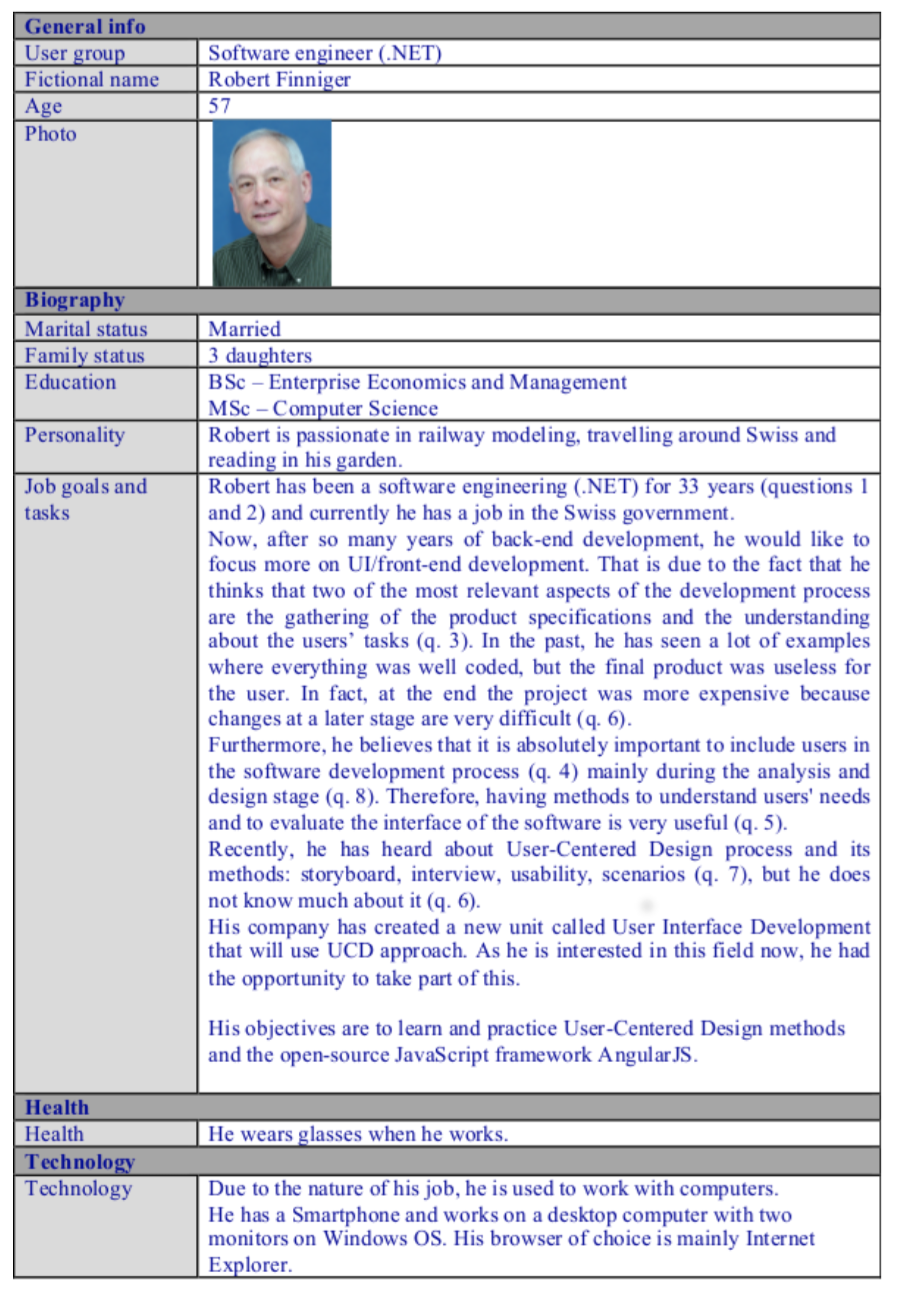 General info
User group Software engineer (.NET)
Fictional name Robert Finniger
Age 57
Photo
Biography
Marital status Married
Family status 3 daughters
Education BSc – Enterprise Economics and Management
MSc – Computer Science
Personality Robert is passionate in railway modeling, travelling around Swiss and
reading in his garden.
Job goals and Robert has been a software engineering (.NET) for 33 years (questions 1
tasks and 2) and currently he has a job in the Swiss government.
Now, after so many years of back-end development, he would like to
focus more on UI/front-end development. That is due to the fact that he
thinks that two of the most relevant aspects of the development process
are the gathering of the product specifications and the understanding
about the users’ tasks (q. 3). In the past, he has seen a lot of examples
where everything was well coded, but the final product was useless for
the user. In fact, at the end the project was more expensive because
changes at a later stage are very difficult (q. 6).
Furthermore, he believes that it is absolutely important to include users in
the software development process (q. 4) mainly during the analysis and
design stage (q. 8). Therefore, having methods to understand users' needs
and to evaluate the interface of the software is very useful (q. 5).
Recently, he has heard about User-Centered Design process and its
methods: storyboard, interview, usability, scenarios (q. 7), but he does
not know much about it (q. 6).
His company has created a new unit called User Interface Development
that will use UCD approach. As he is interested in this field now, he had
the opportunity to take part of this.
His objectives are to learn and practice User-Centered Design methods
and the open-source JavaScript framework AngularJS.
Health
Health He wears glasses when he works.
Technology
Technology Due to the nature of his job, he is used to work with computers.
He has a Smartphone and works on a desktop computer with two
monitors on Windows OS. His browser of choice is mainly Internet
Explorer.